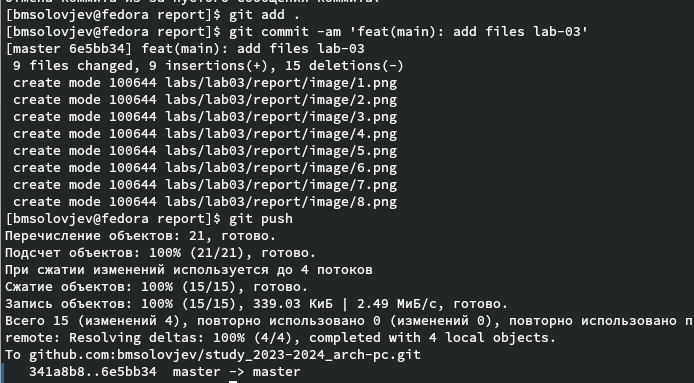 Отмена коммита из-за пустого сообщения коммита.
[bmsolovjev@fedora report]$ git add .
[bmsolovjev@fedora report]$ git commit -am 'feat(main): add files lab-03'
[master 6e5bb34] feat(main): add files lab-03
9 files changed, 9 insertions(+), 15 deletions(-)
create mode 100644 labs/lab03/report/image/1.png
create mode 100644 labs/lab03/report/image/2.png
create mode 100644 labs/lab03/report/image/3.png
create mode 100644 labs/lab03/report/image/4.png
create mode 100644 labs/lab03/report/image/5.png
create mode 100644 labs/lab03/report/image/6.png
create mode 100644 labs/lab03/report/image/7.png
create mode 100644 labs/lab03/report/image/8.png
[bmsolovjev@fedora report]$ git push
Перечисление объектов: 21, готово.
Подсчет объектов: 100% (21/21), готово.
При сжатии изменений используется до 4 потоков
Сжатие объектов: 100% (15/15), готово.
Запись объектов: 100% (15/15), 339.03 КиБ | 2.49 МиБ/с, готово.
Всего 15 (изменений 4), повторно использовано 0 (изменений 0), повторно использовано п
remote: Resolving deltas: 100% (4/4), completed with 4 local objects.
To github.com:bmsolovjev/study_2023-2024_arch-pc.git
341a8b8..6e5bb34  master -> master